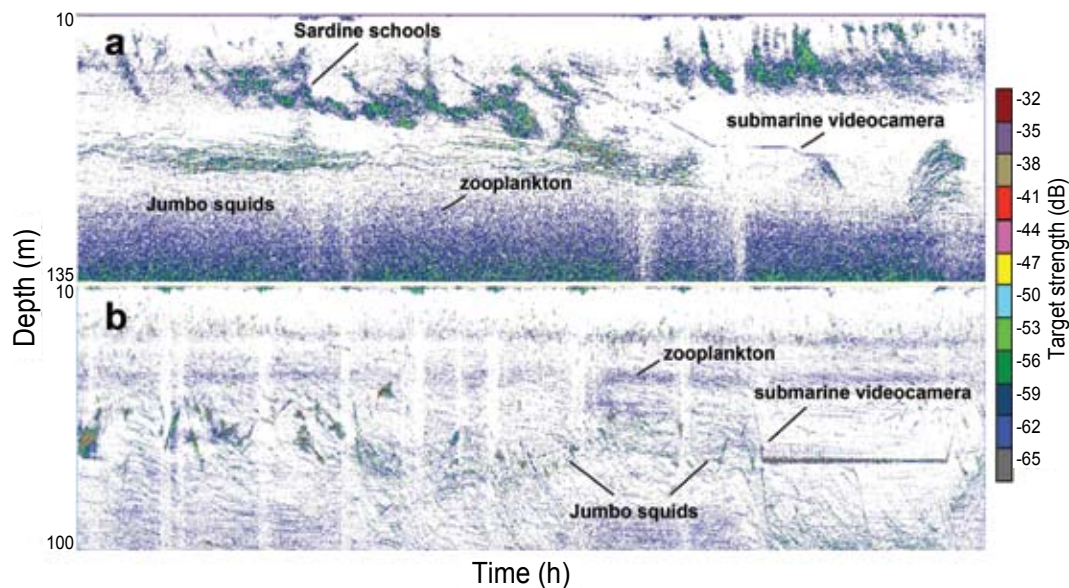 10
a
Sardine schools
submarine videocamera
zooplankton
Jumbo squids
135
10
b
zooplankton
submarine videocamera
Jumbo squids
100
Depth (m)
Time (h)
-32
-35
-38
-41
-44
-47
-50
-53
-56
-59
-62
-65
Target strength (dB)